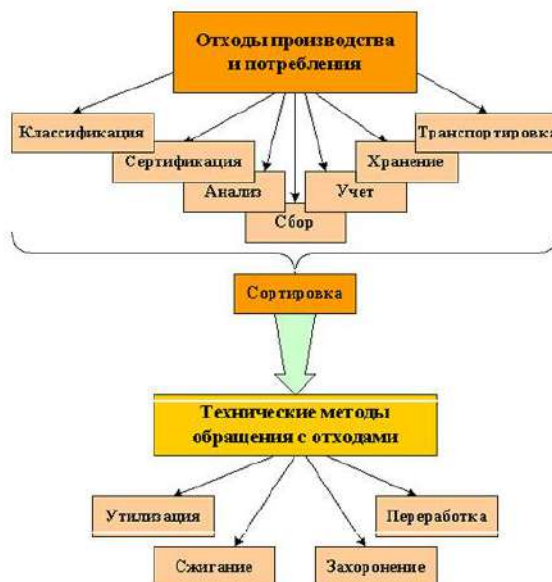 Отходы производства
и потребления
Классификация
Транспортировка
Сертификация
Хранение
Анализ
Учет
Сбор
Сортировка
Технические методы
обращения с отходами
Утилизация
Переработка
Сжигание
Захоронение